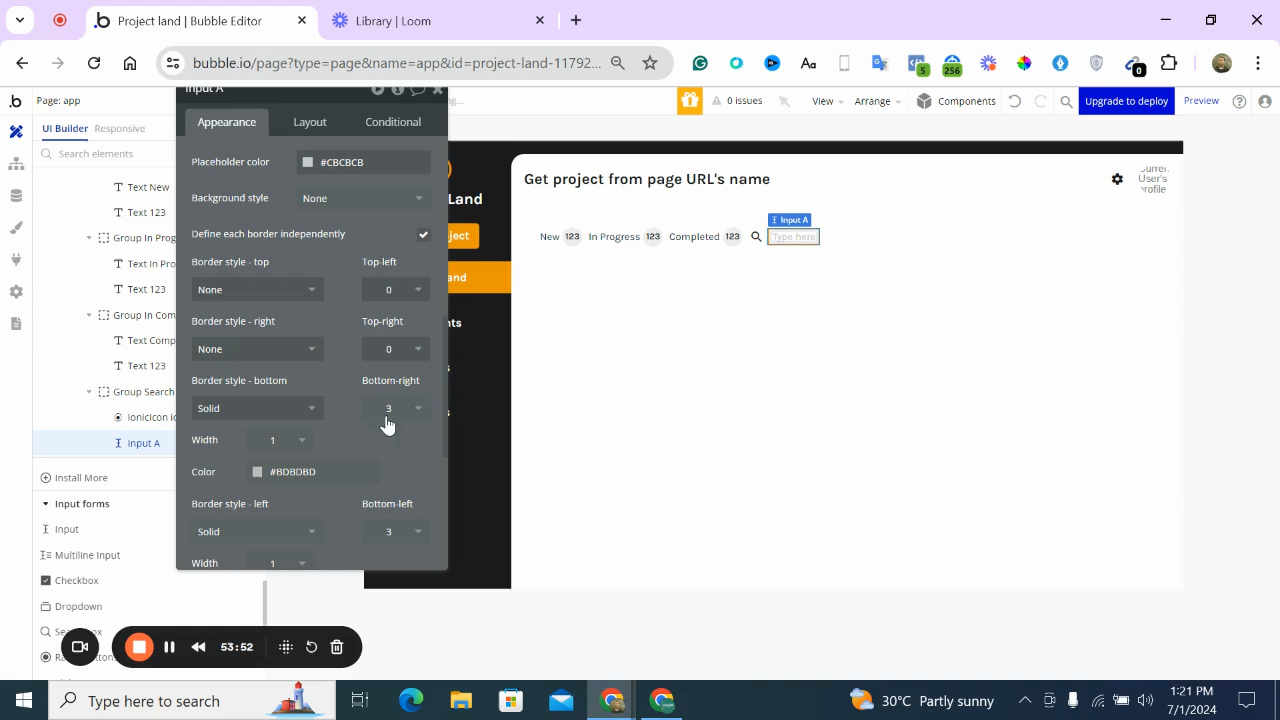 Project land | Bubble Editor
Library | Loom
bubble.io/page?type=page&name=app&id=project-land-11792...
5
256
0
Page: app
Input A
0 issues
View
Arrange
Components
Upgrade to deploy
Preview
UI Builder
Responsive
Search elements
Text New
Text 123
Group In Prog
Text In Pro
Text 123
Group In Com
Text Comp
Text 123
Group Search
IonicIcon ic
Input A
Install More
Input forms
Input
Multiline Input
Checkbox
Dropdown
Appearance
Layout
Conditional
Placeholder color
#CBCBCB
Background style
None
Define each border independently
Border style - top
Top-left
None
0
Border style - right
Top-right
None
0
Border style - bottom
Bottom-right
Solid
3
Width
1
Color
#BDBDBD
Border style - left
Bottom-left
Solid
3
Width
1
Land
ject
and
nts
Get project from page URL's name
Current
User's
profile
Input A
New 123 In Progress 123 Completed 123
Type here
53:52
Type here to search
30°C Partly sunny
1:21 PM
7/1/2024